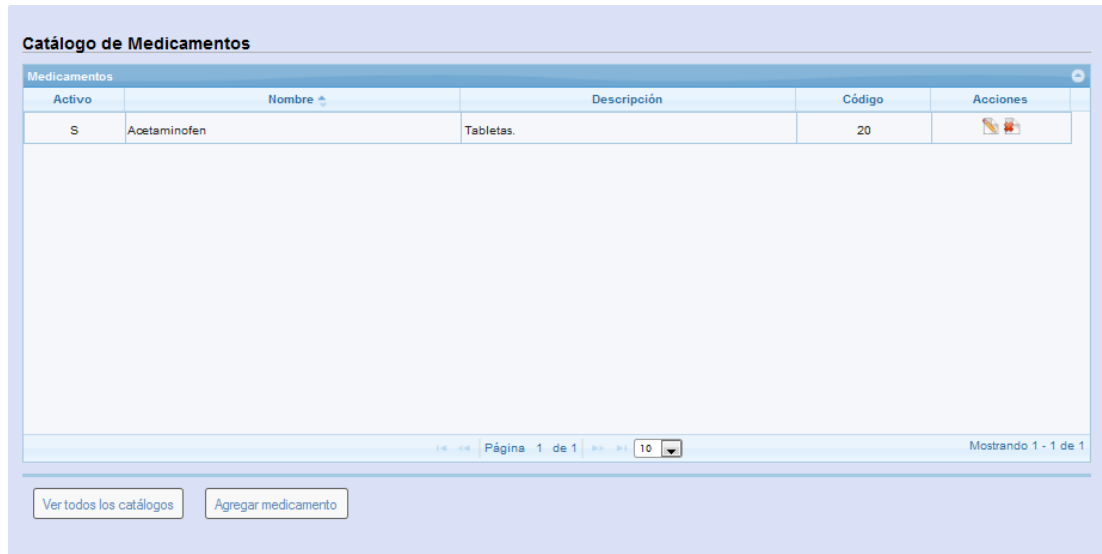 Catálogo de Medicamentos
Medicamentos
Activo Nombre Descripción Código Acciones
S Acetaminofen Tabletas. 20
Página 1 de 1 10 Mostrando 1 - 1 de 1
Ver todos los catálogos Agregar medicamento